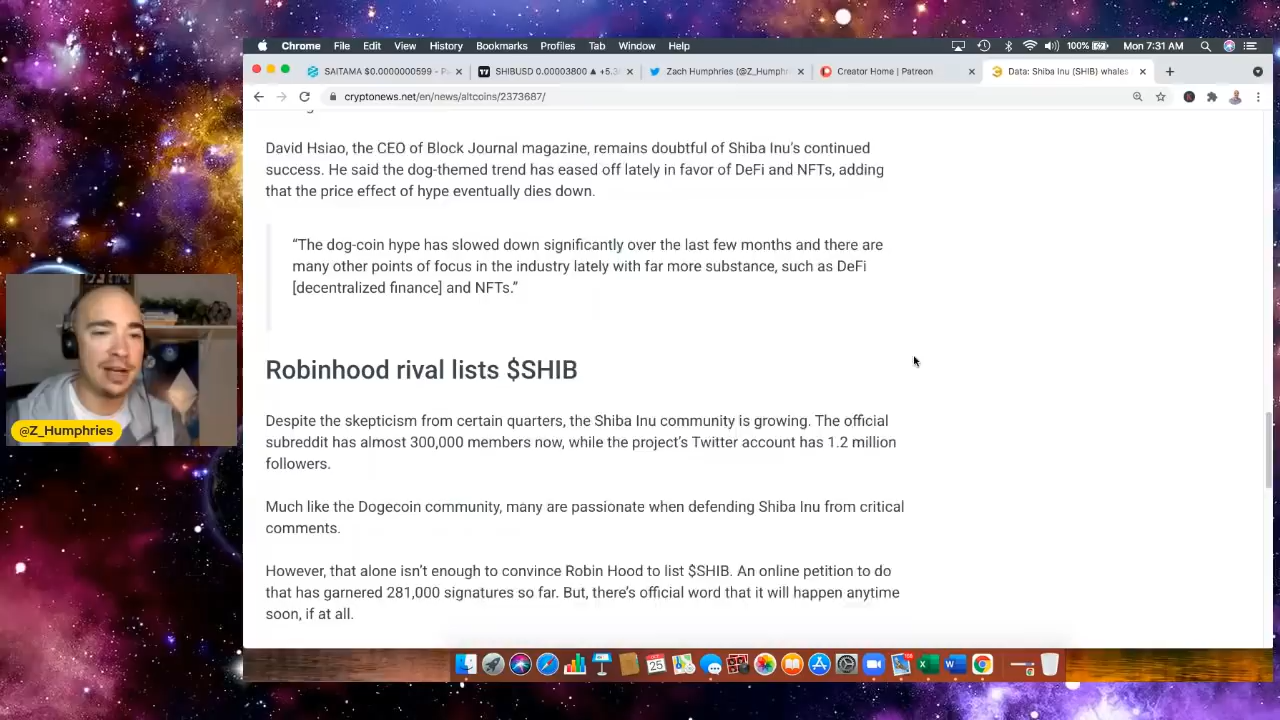 Chrome File Edit View History Bookmarks Profiles Tab Window Help 100% Mon 7:31 AM
SAITAMA $0.0000000599 - Pa SHIBUSD 0.00003800 ▲ +5.3 Zach Humphries (@Z_Humphr Creator Home | Patreon Data: Shiba Inu (SHIB) whales
cryptonews.net/en/news/altcoins/2373687/
David Hsiao, the CEO of Block Journal magazine, remains doubtful of Shiba Inu's continued
success. He said the dog-themed trend has eased off lately in favor of DeFi and NFTs, adding
that the price effect of hype eventually dies down.
“The dog-coin hype has slowed down significantly over the last few months and there are
many other points of focus in the industry lately with far more substance, such as DeFi
[decentralized finance] and NFTs.”
Robinhood rival lists $SHIB
@Z_Humphries
Despite the skepticism from certain quarters, the Shiba Inu community is growing. The official
subreddit has almost 300,000 members now, while the project’s Twitter account has 1.2 million
followers.
Much like the Dogecoin community, many are passionate when defending Shiba Inu from critical
comments.
However, that alone isn’t enough to convince Robin Hood to list $SHIB. An online petition to do
that has garnered 281,000 signatures so far. But, there’s official word that it will happen anytime
soon, if at all.
25